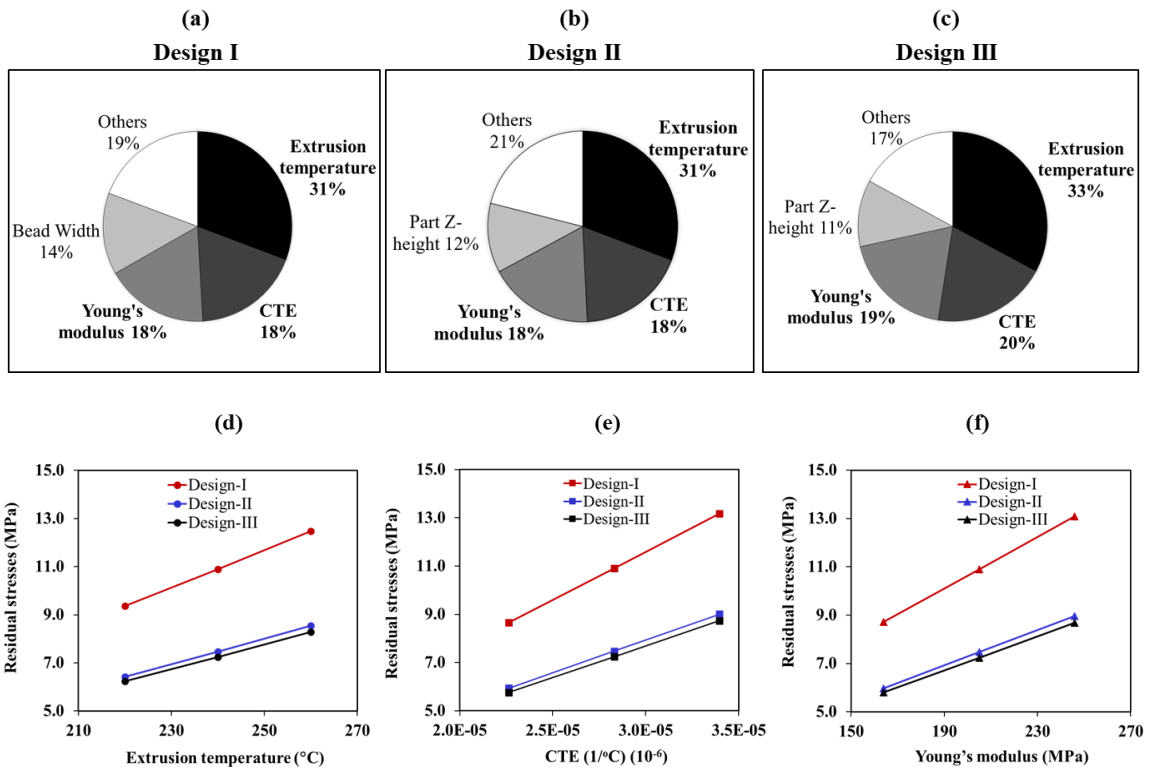 (a)
Design I
Others
19%
Extrusion
temperature
31%
Bead Width
14%
Young's
modulus 18%
CTE
18%
(b)
Design II
Others
21%
Extrusion
temperature
31%
Part Z-
height 12%
Young's
modulus 18%
CTE
18%
(c)
Design III
Others
17%
Extrusion
temperature
33%
Part Z-
height 11%
Young's
modulus 19%
CTE
20%
(d)
Residual stresses (MPa)
15.0
13.0
11.0
9.0
7.0
5.0
Design-I
Design-II
Design-III
210 230 250 270
Extrusion temperature (°C)
(e)
Residual stresses (MPa)
15.0
13.0
11.0
9.0
7.0
5.0
Design-I
Design-II
Design-III
2.0E-05 2.5E-05 3.0E-05 3.5E-05
CTE (1/°C) (10⁻⁶)
(f)
Residual stresses (MPa)
15.0
13.0
11.0
9.0
7.0
5.0
Design-I
Design-II
Design-III
150 190 230 270
Young’s modulus (MPa)